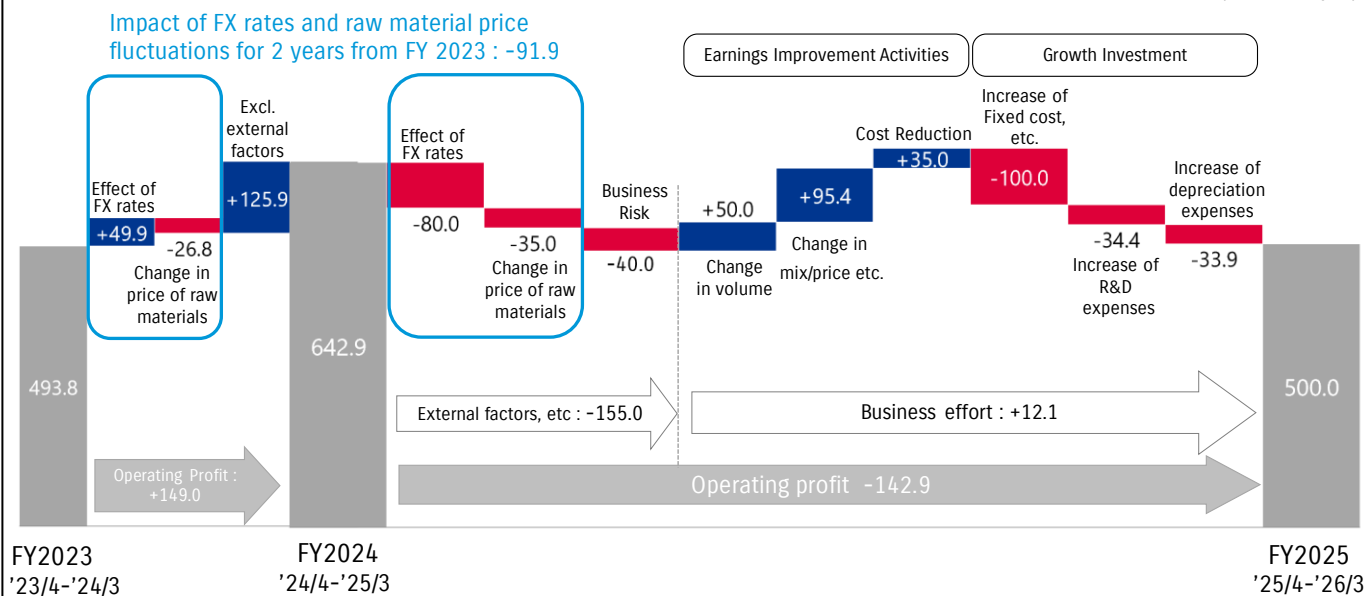 Impact of FX rates and raw material price
fluctuations for 2 years from FY 2023 : -91.9
Earnings Improvement Activities
Growth Investment
Effect of
FX rates
+49.9
-26.8
Change in
price of raw
materials
Excl.
external
factors
+125.9
Effect of
FX rates
-80.0
-35.0
Change in
price of raw
materials
Business
Risk
-40.0
+50.0
Change
in volume
+95.4
Change in
mix/price etc.
Cost Reduction
+35.0
Increase of
Fixed cost,
etc.
-100.0
-34.4
Increase of
R&D
expenses
Increase of
depreciation
expenses
-33.9
493.8
642.9
500.0
External factors, etc : -155.0
Business effort : +12.1
Operating Profit :
+149.0
Operating profit -142.9
FY2023
'23/4-'24/3
FY2024
'24/4-'25/3
FY2025
'25/4-'26/3